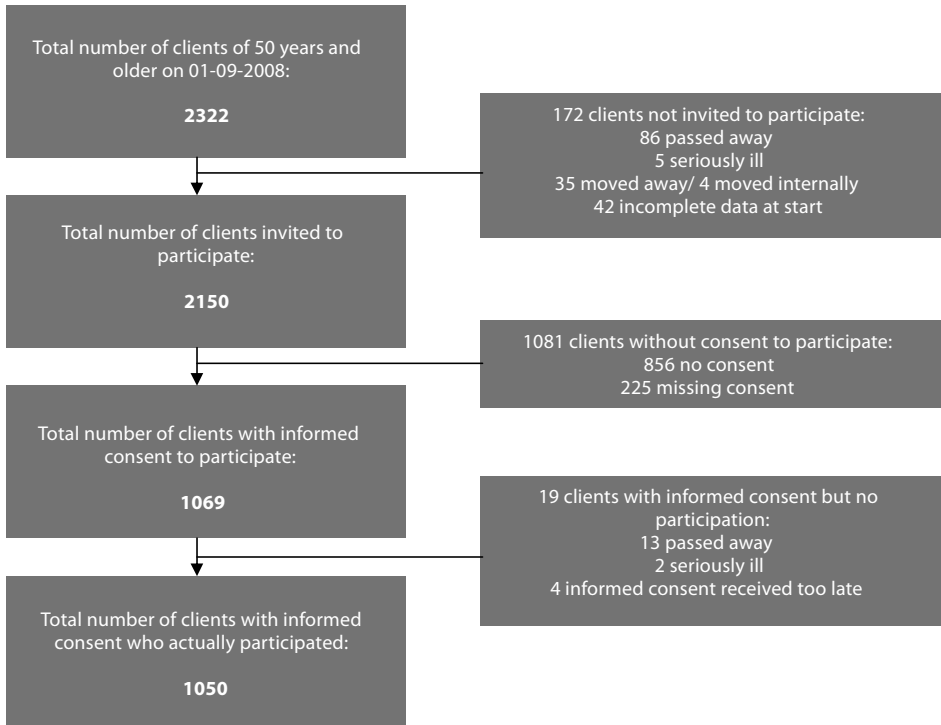 Total number of clients of 50 years and
older on 01-09-2008:
2322
172 clients not invited to participate:
86 passed away
5 seriously ill
35 moved away/ 4 moved internally
42 incomplete data at start
Total number of clients invited to
participate:
2150
1081 clients without consent to participate:
856 no consent
225 missing consent
Total number of clients with informed
consent to participate:
1069
19 clients with informed consent but no
participation:
13 passed away
2 seriously ill
4 informed consent received too late
Total number of clients with informed
consent who actually participated:
1050